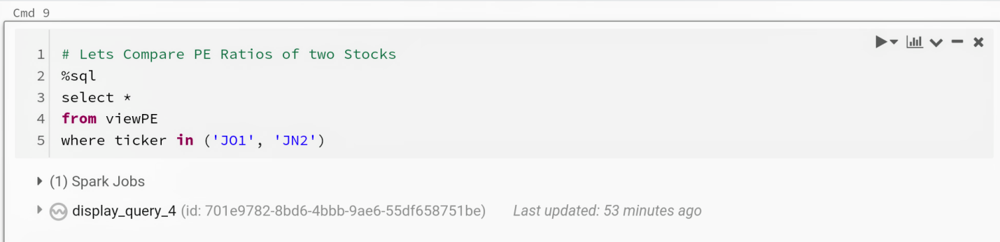 Cmd 9
1 # Lets Compare PE Ratios of two Stocks
2 %sql
3 select *
4 from viewPE
5 where ticker in ('JO1', 'JN2')
(1) Spark Jobs
display_query_4 (id: 701e9782-8bd6-4bbb-9ae6-55df658751be) Last updated: 53 minutes ago